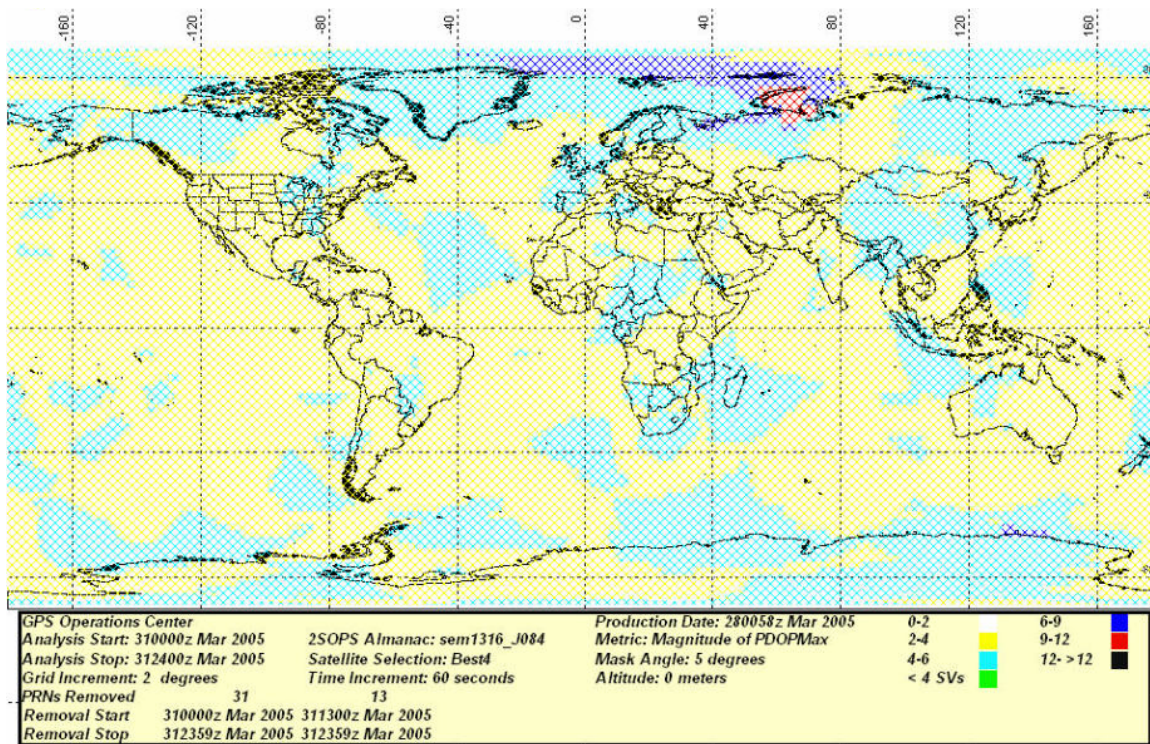 -160 -120 -80 -40 0 40 80 120 160
GPS Operations Center Production Date: 280058z Mar 2005 0-2 6-9
Analysis Start: 310000z Mar 2005 2SOPS Almanac: sem1316_J084 Metric: Magnitude of PDOPMax 2-4 9-12
Analysis Stop: 312400z Mar 2005 Satellite Selection: Best4 Mask Angle: 5 degrees 4-6 12- >12
Grid Increment: 2 degrees Time Increment: 60 seconds Altitude: 0 meters < 4 SVs
PRNs Removed 31 13
Removal Start 310000z Mar 2005 311300z Mar 2005
Removal Stop 312359z Mar 2005 312359z Mar 2005